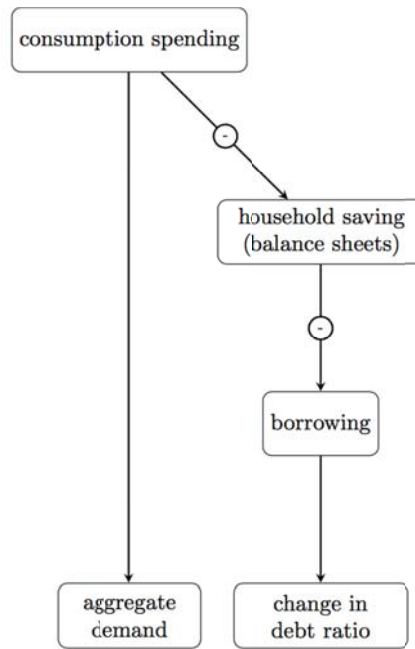 consumption spending
-
household saving
(balance sheets)
-
borrowing
aggregate
demand
change in
debt ratio